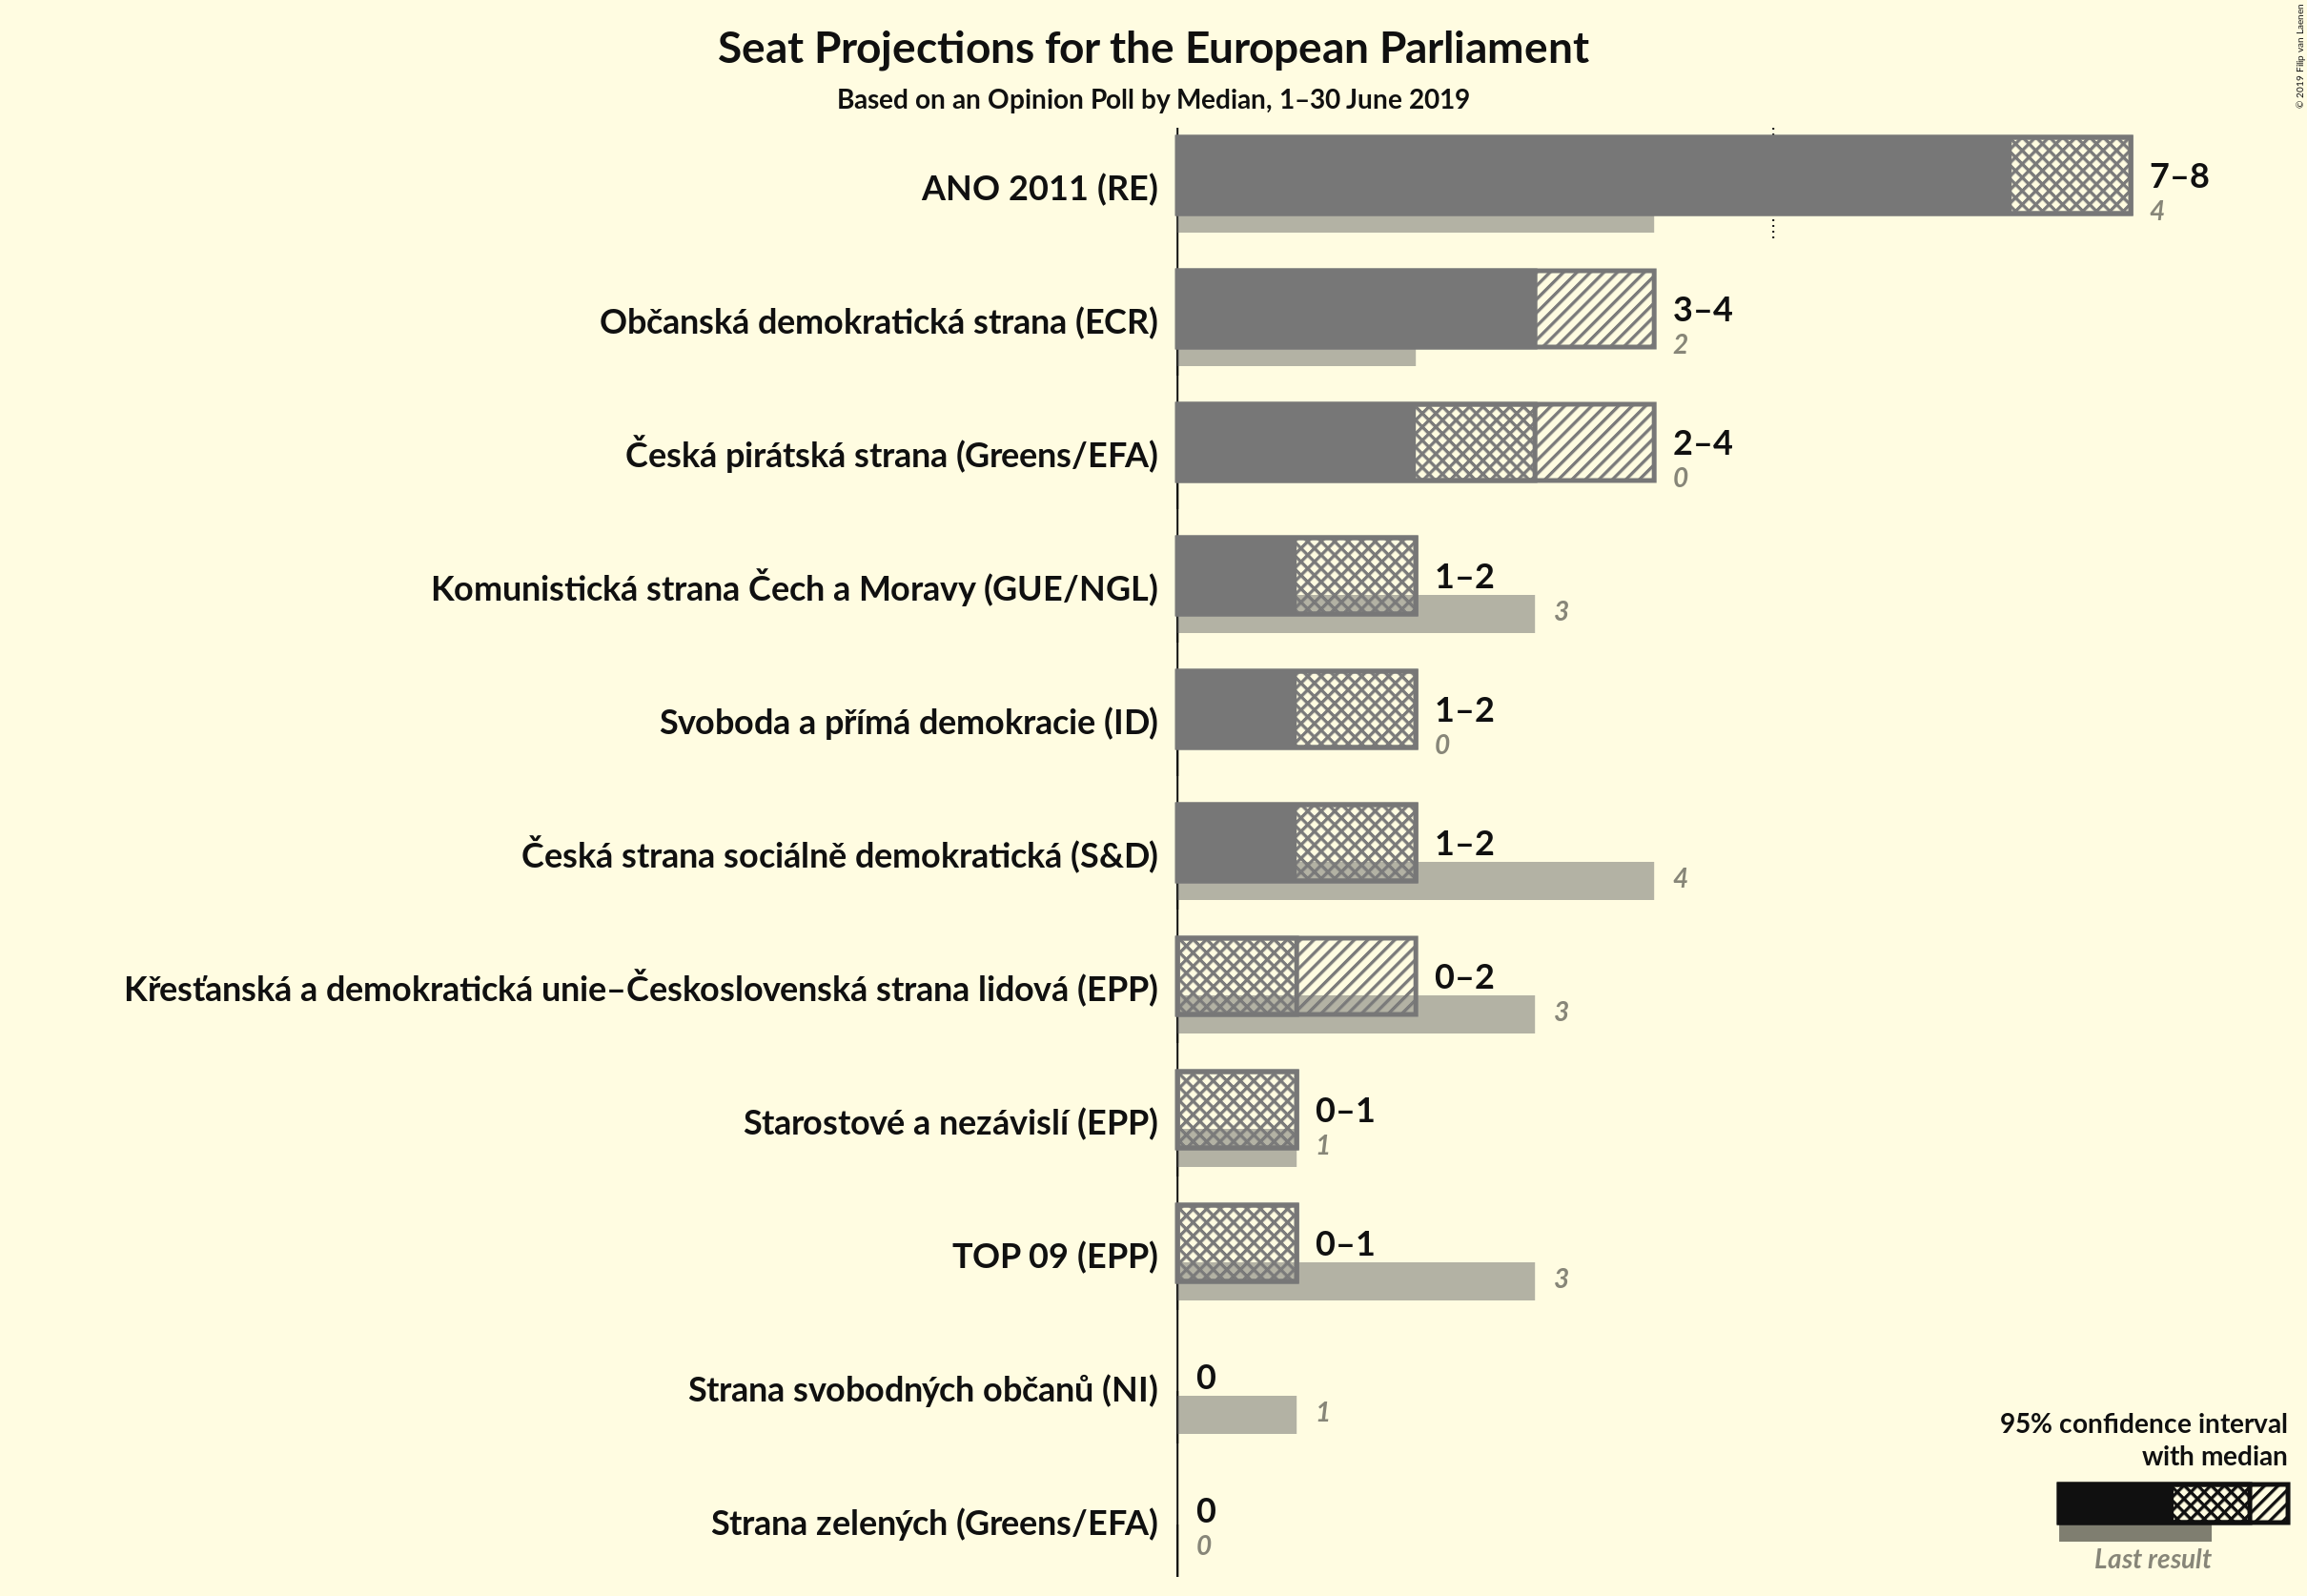 Seat Projections for the European Parliament
Based on an Opinion Poll by Median, 1–30 June 2019
© 2019 Filip van Laenen
ANO 2011 (RE)
7–8
4
Občanská demokratická strana (ECR)
3–4
2
Česká pirátská strana (Greens/EFA)
2–4
0
Komunistická strana Čech a Moravy (GUE/NGL)
1–2
3
Svoboda a přímá demokracie (ID)
1–2
0
Česká strana sociálně demokratická (S&D)
1–2
4
Křesťanská a demokratická unie–Československá strana lidová (EPP)
0–2
3
Starostové a nezávislí (EPP)
0–1
1
TOP 09 (EPP)
0–1
3
Strana svobodných občanů (NI)
0
1
Strana zelených (Greens/EFA)
0
0
95% confidence interval
with median
Last result